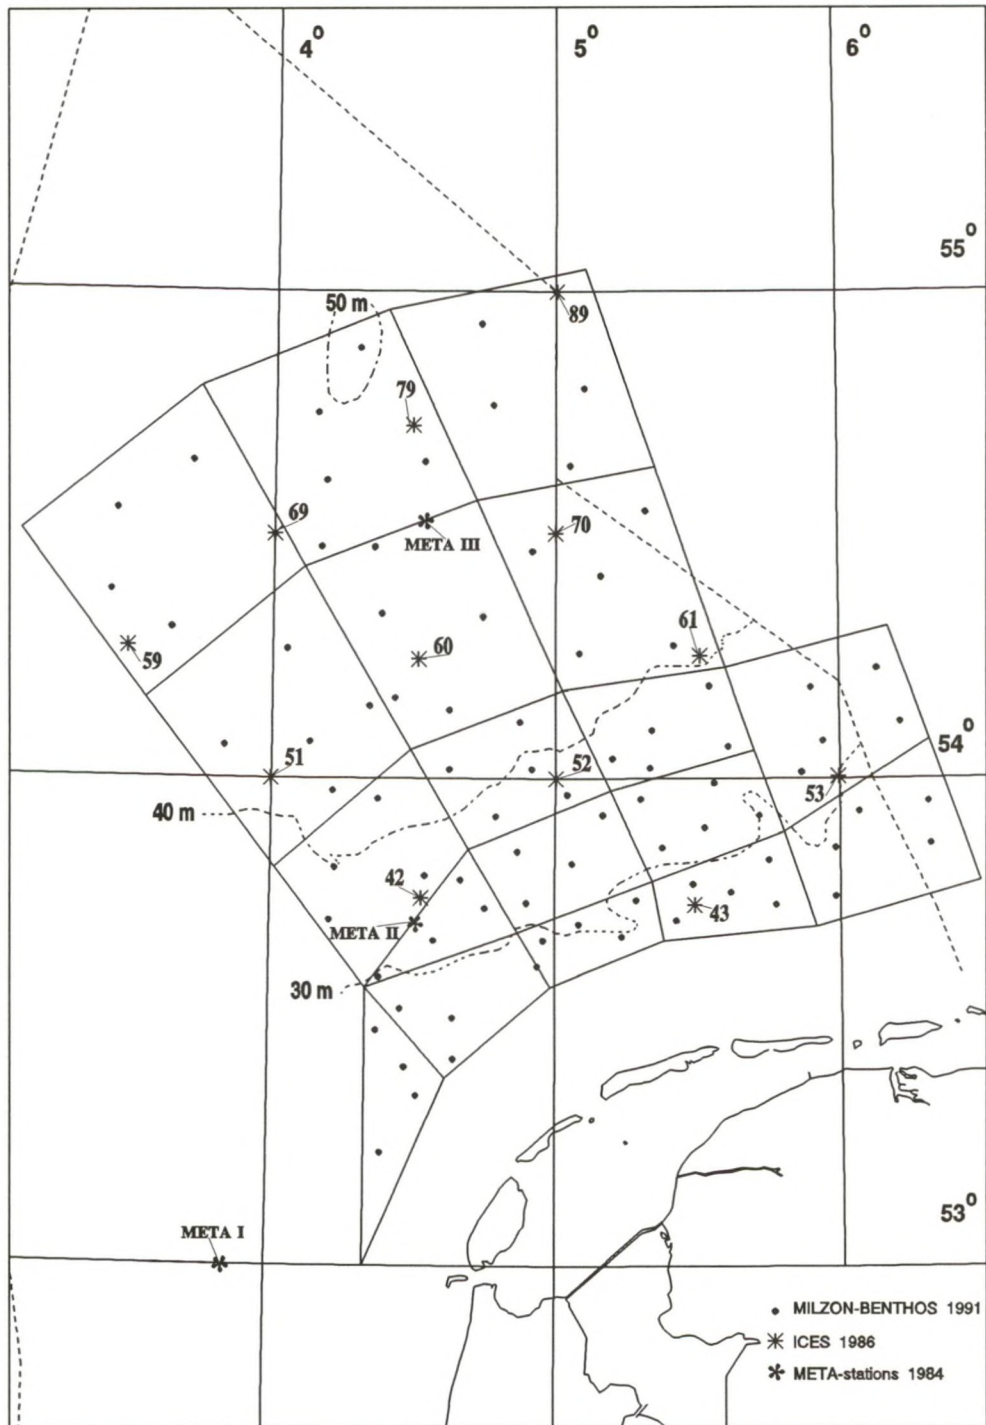 4°
5°
6°
55°
50 m
89
79
69
META III
70
61
60
59
54°
51
52
53
40 m
42
META II
43
30 m
53°
META I
MILZON-BENTHOS 1991
ICES 1986
META-stations 1984